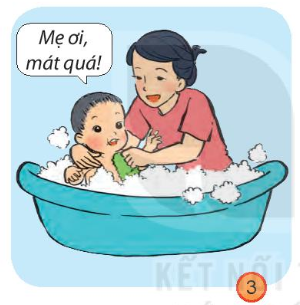 Mẹ ơi,
mát quá!
KẾT NỐI
3